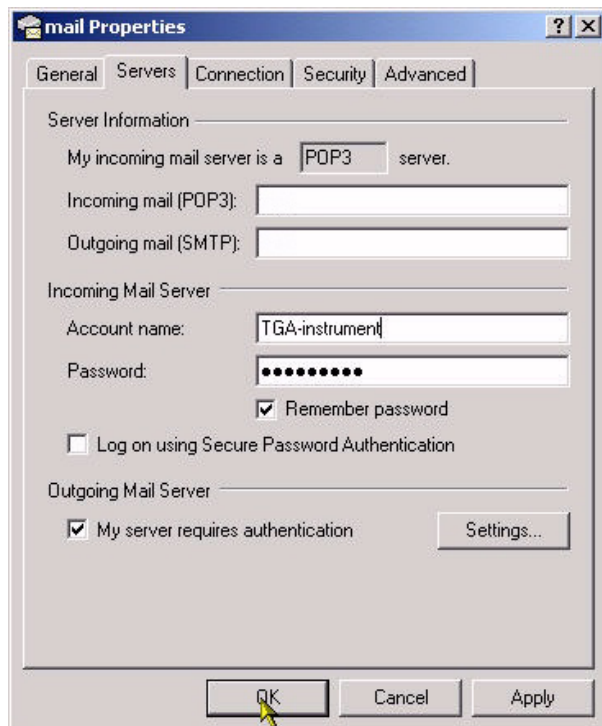 mail Properties
General Servers Connection Security Advanced
Server Information
My incoming mail server is a POP3 server.
Incoming mail (POP3):
Outgoing mail (SMTP):
Incoming Mail Server
Account name: TGA-instrument
Password: ●●●●●●●●●
Remember password
Log on using Secure Password Authentication
Outgoing Mail Server
My server requires authentication Settings...
OK Cancel Apply